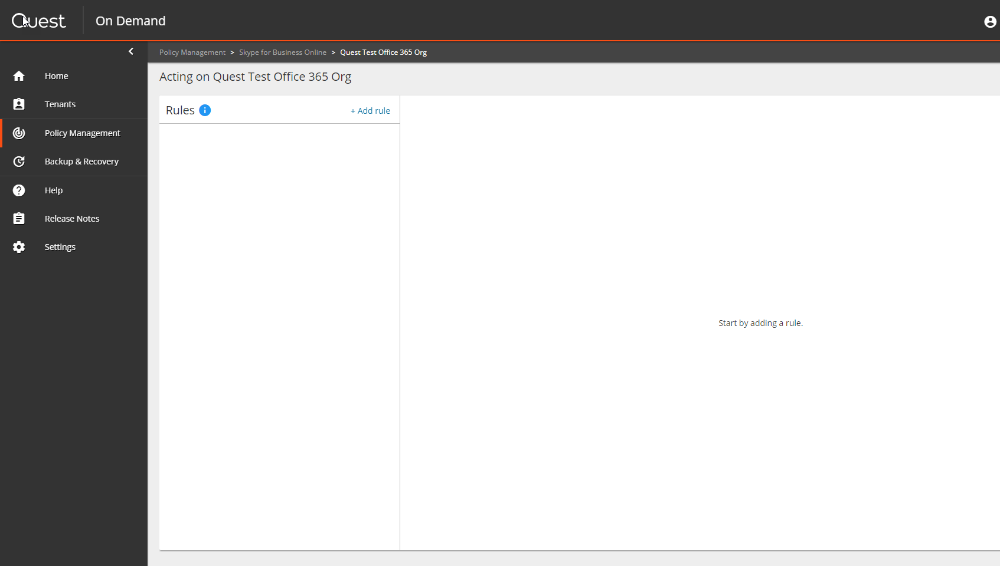 Quest
On Demand
Policy Management > Skype for Business Online > Quest Test Office 365 Org
Home
Tenants
Policy Management
Backup & Recovery
Help
Release Notes
Settings
Acting on Quest Test Office 365 Org
Rules
+ Add rule
Start by adding a rule.